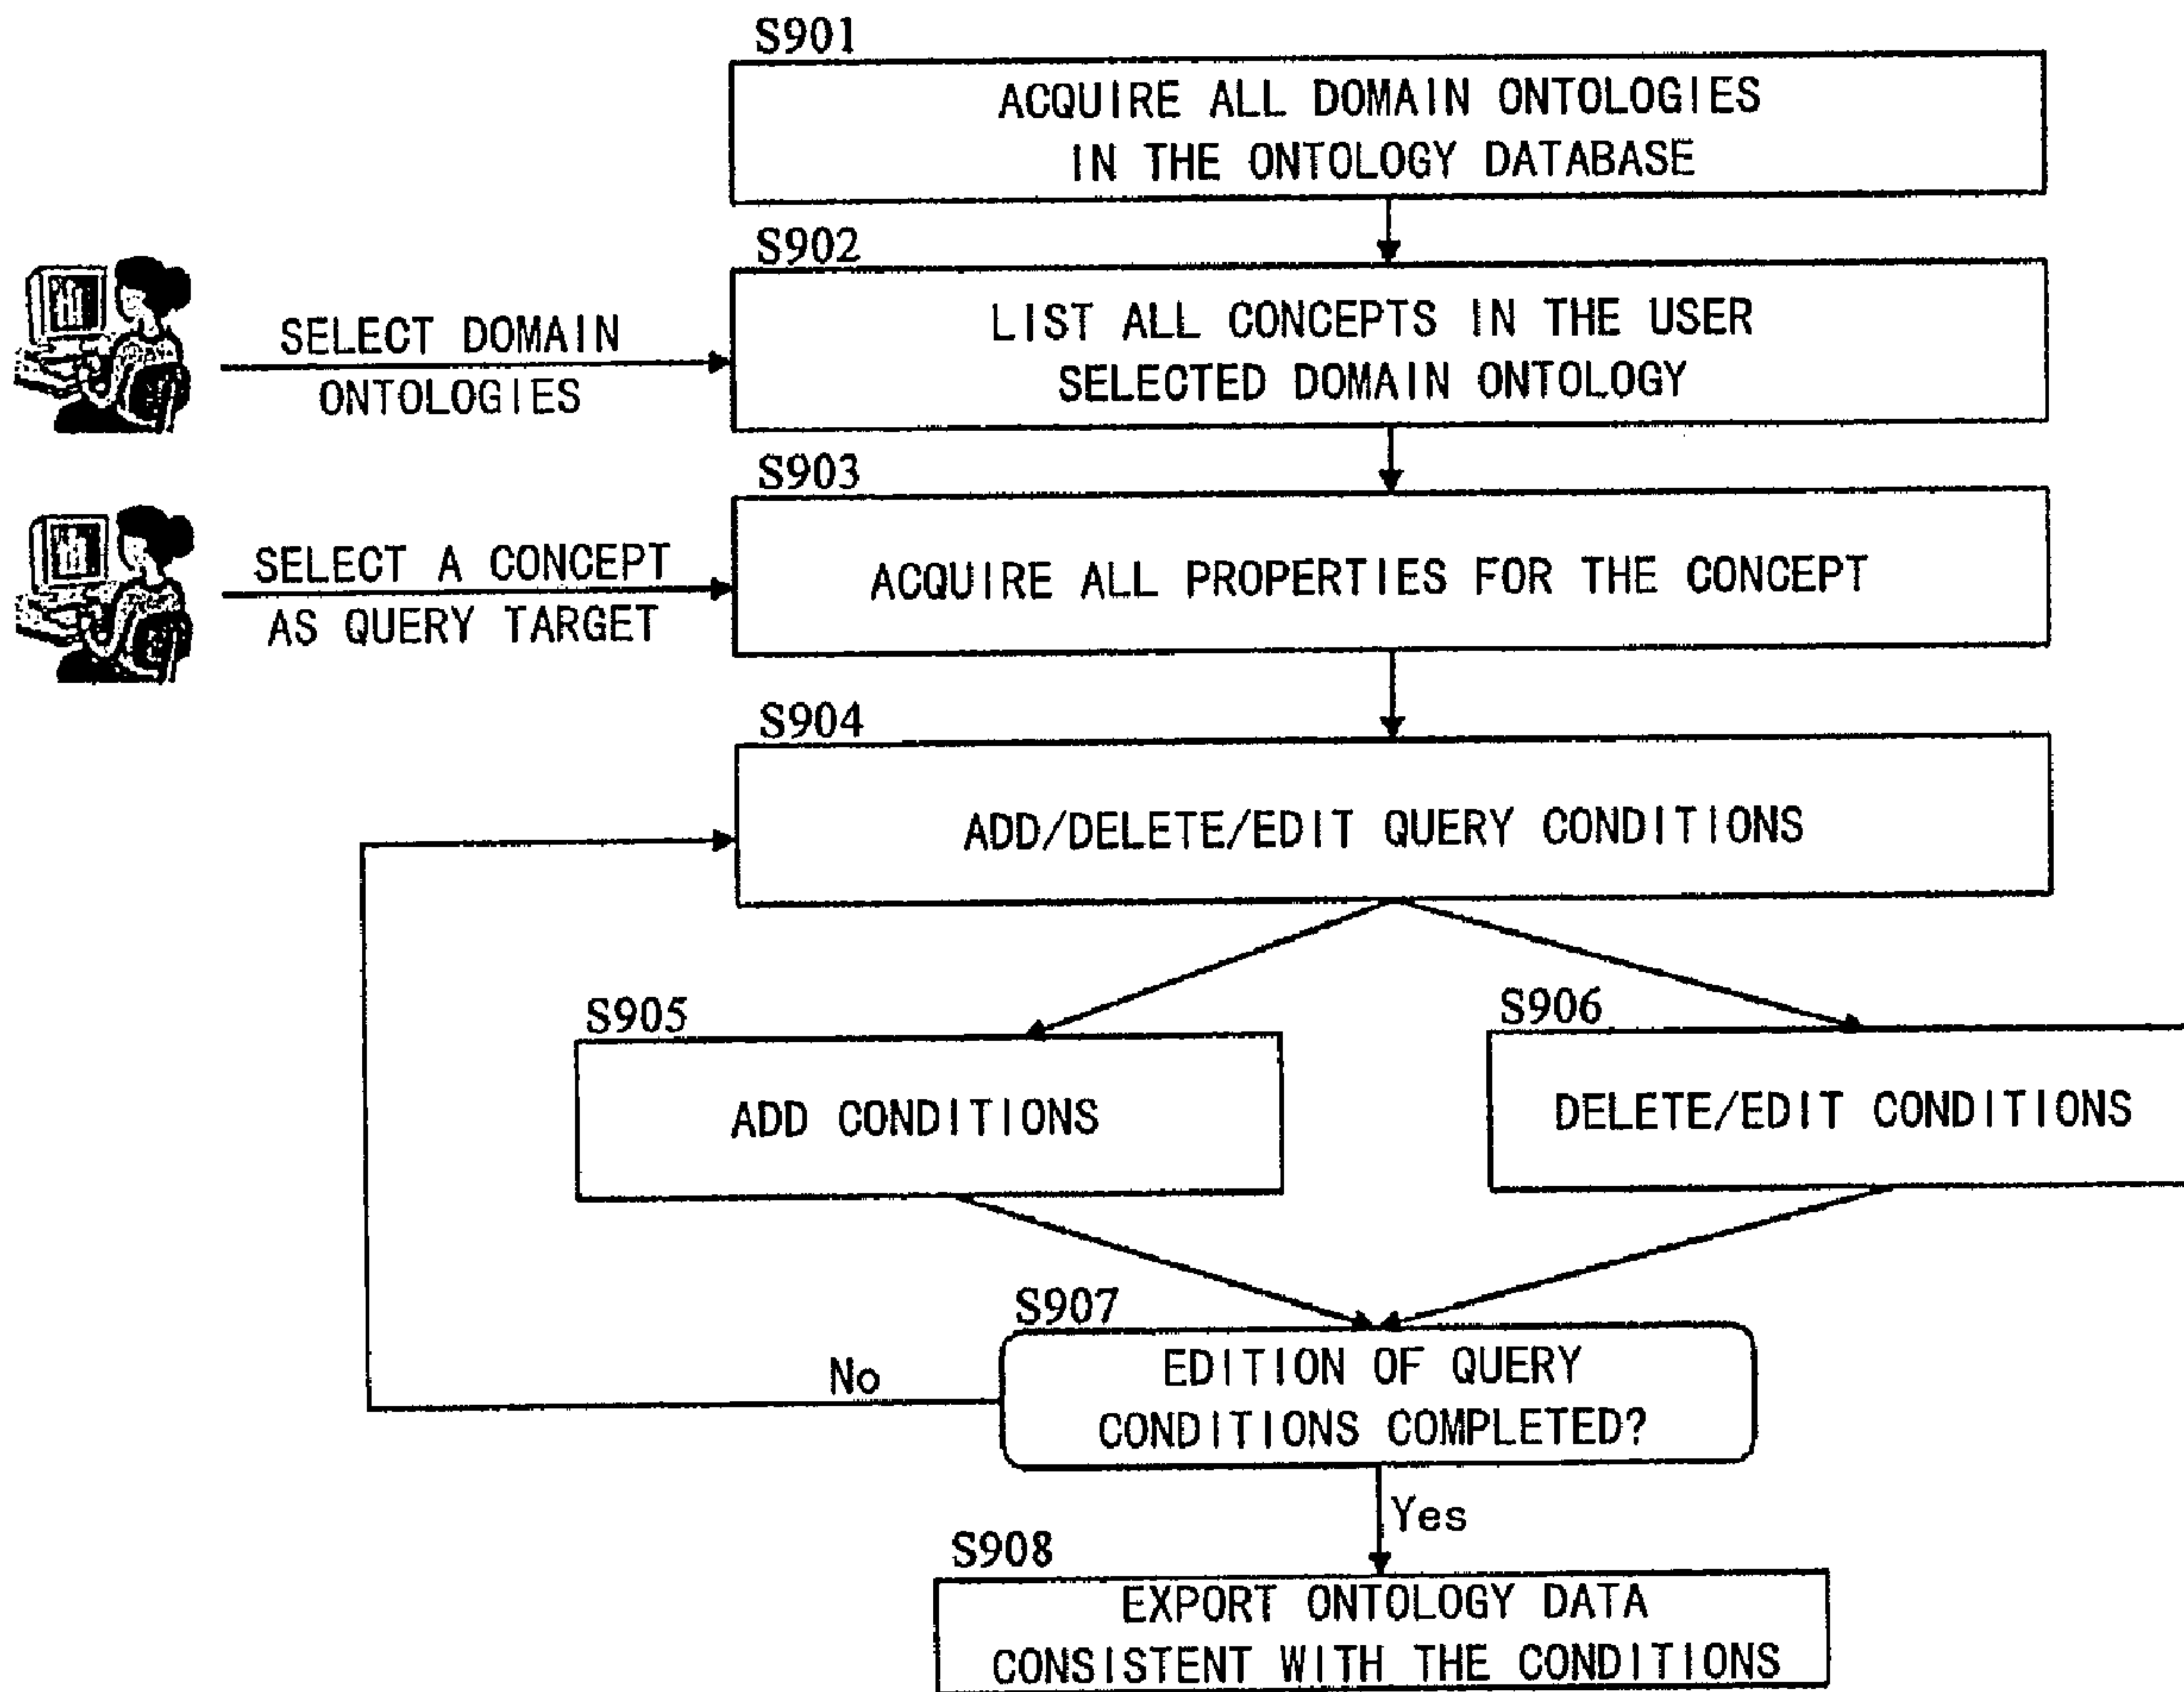 S901
ACQUIRE ALL DOMAIN ONTOLOGIES
IN THE ONTOLOGY DATABASE
S902
SELECT DOMAIN
ONTOLOGIES
LIST ALL CONCEPTS IN THE USER
SELECTED DOMAIN ONTOLOGY
S903
SELECT A CONCEPT
AS QUERY TARGET
ACQUIRE ALL PROPERTIES FOR THE CONCEPT
S904
ADD/DELETE/EDIT QUERY CONDITIONS
S905
ADD CONDITIONS
S906
DELETE/EDIT CONDITIONS
S907
EDITION OF QUERY
CONDITIONS COMPLETED?
No
Yes
S908
EXPORT ONTOLOGY DATA
CONSISTENT WITH THE CONDITIONS